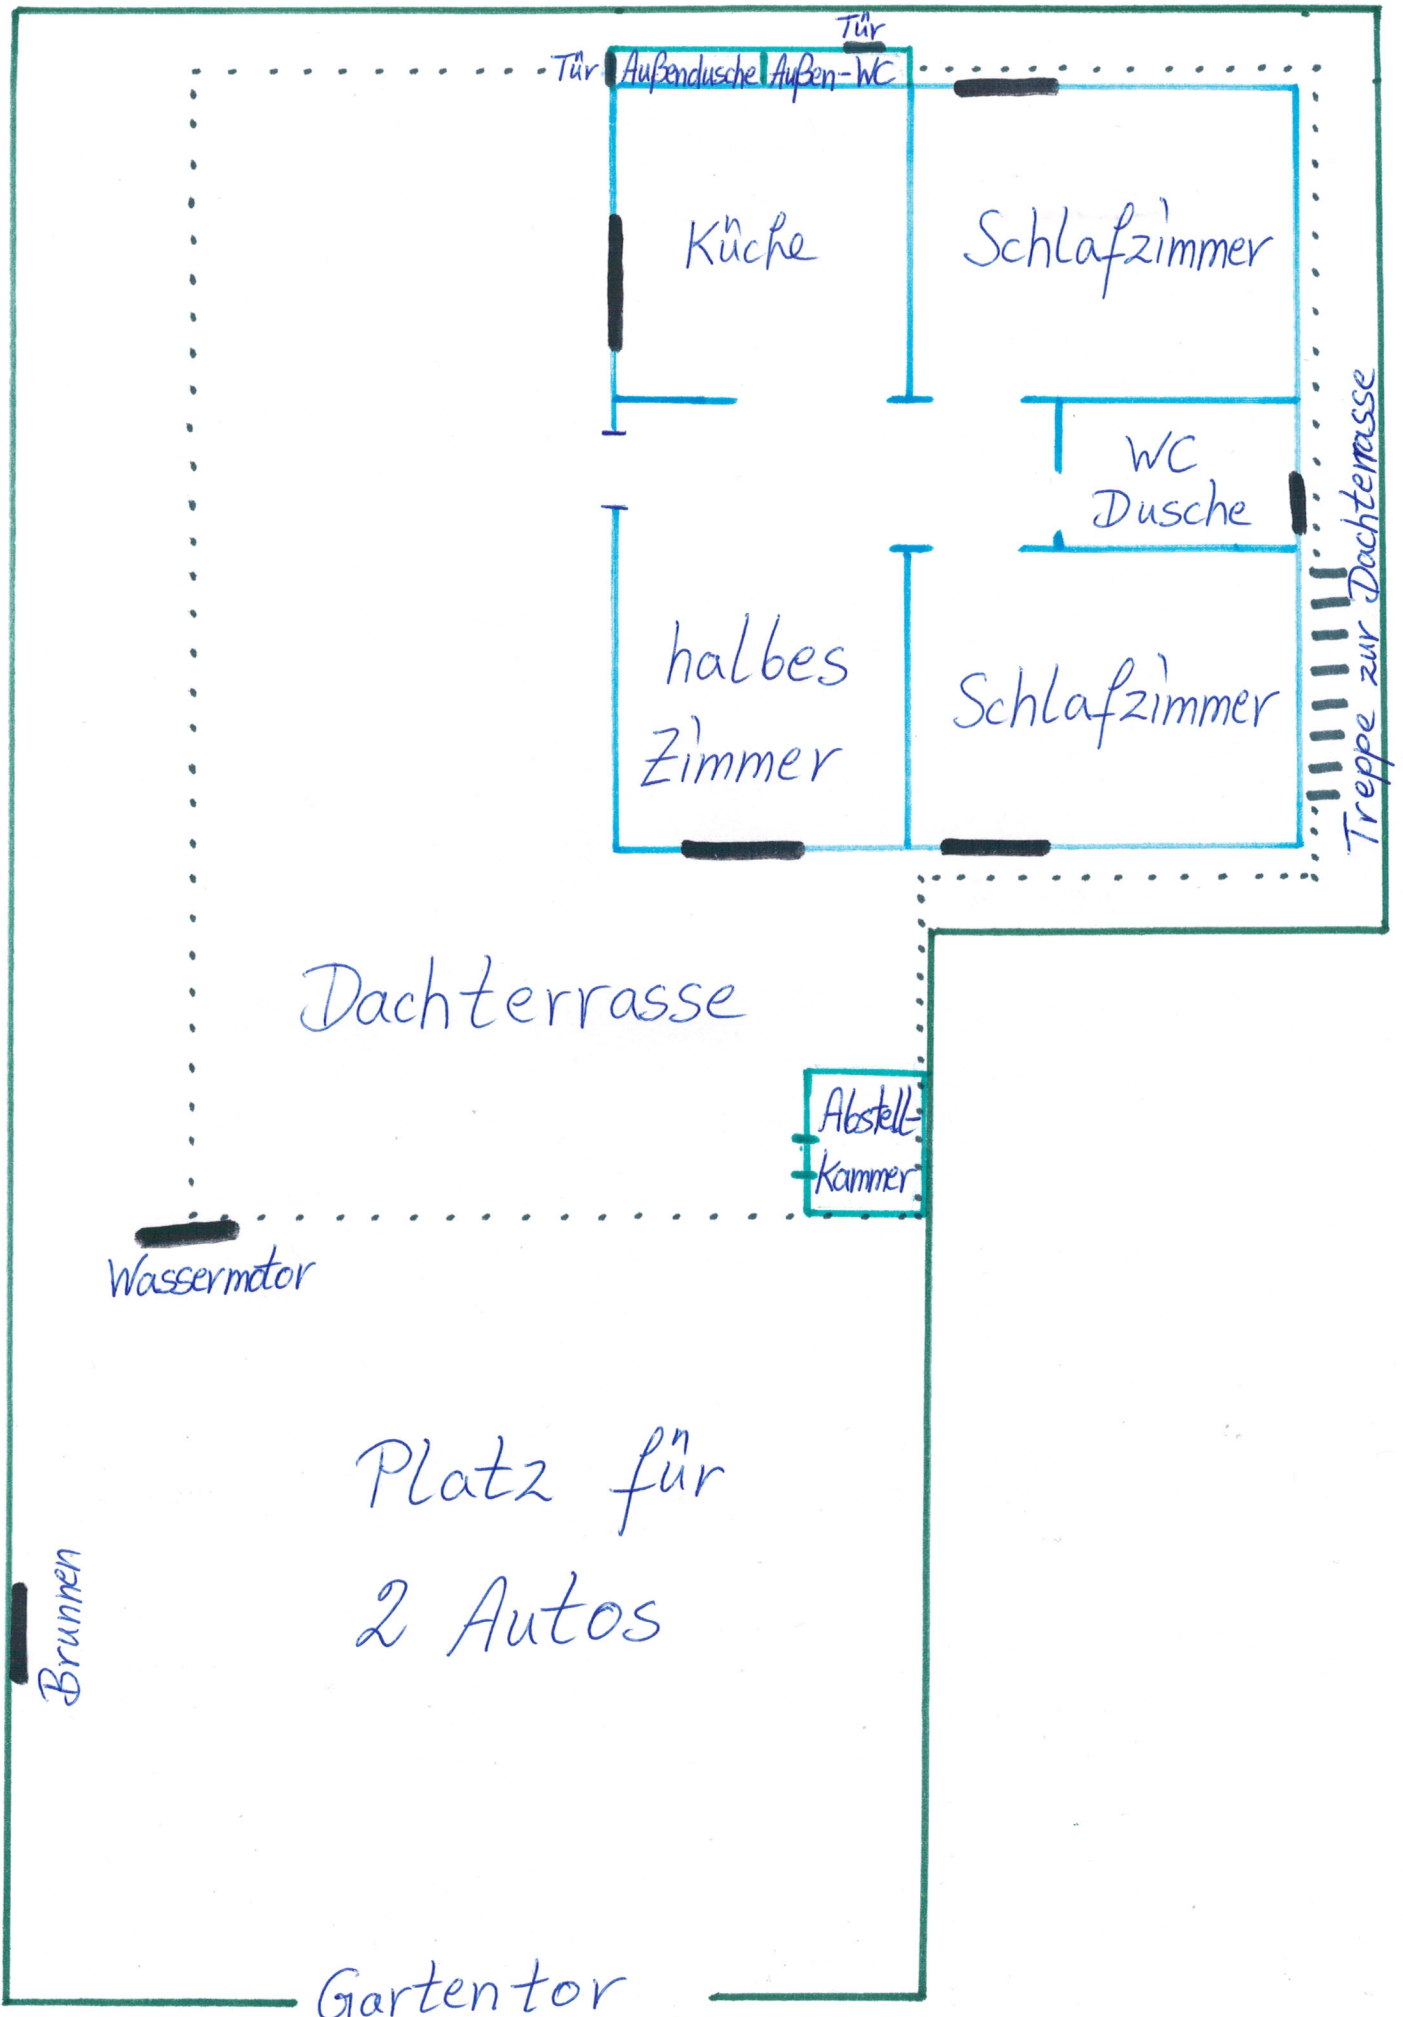 Tür
Tür Außendusche Außen-WC
Küche
Schlafzimmer
WC
Dusche
Treppe zur Dachterrasse
halbes
Zimmer
Schlafzimmer
Dachterrasse
Abstell-
Kammer
Wassermotor
Platz für
2 Autos
Brunnen
Gartentor